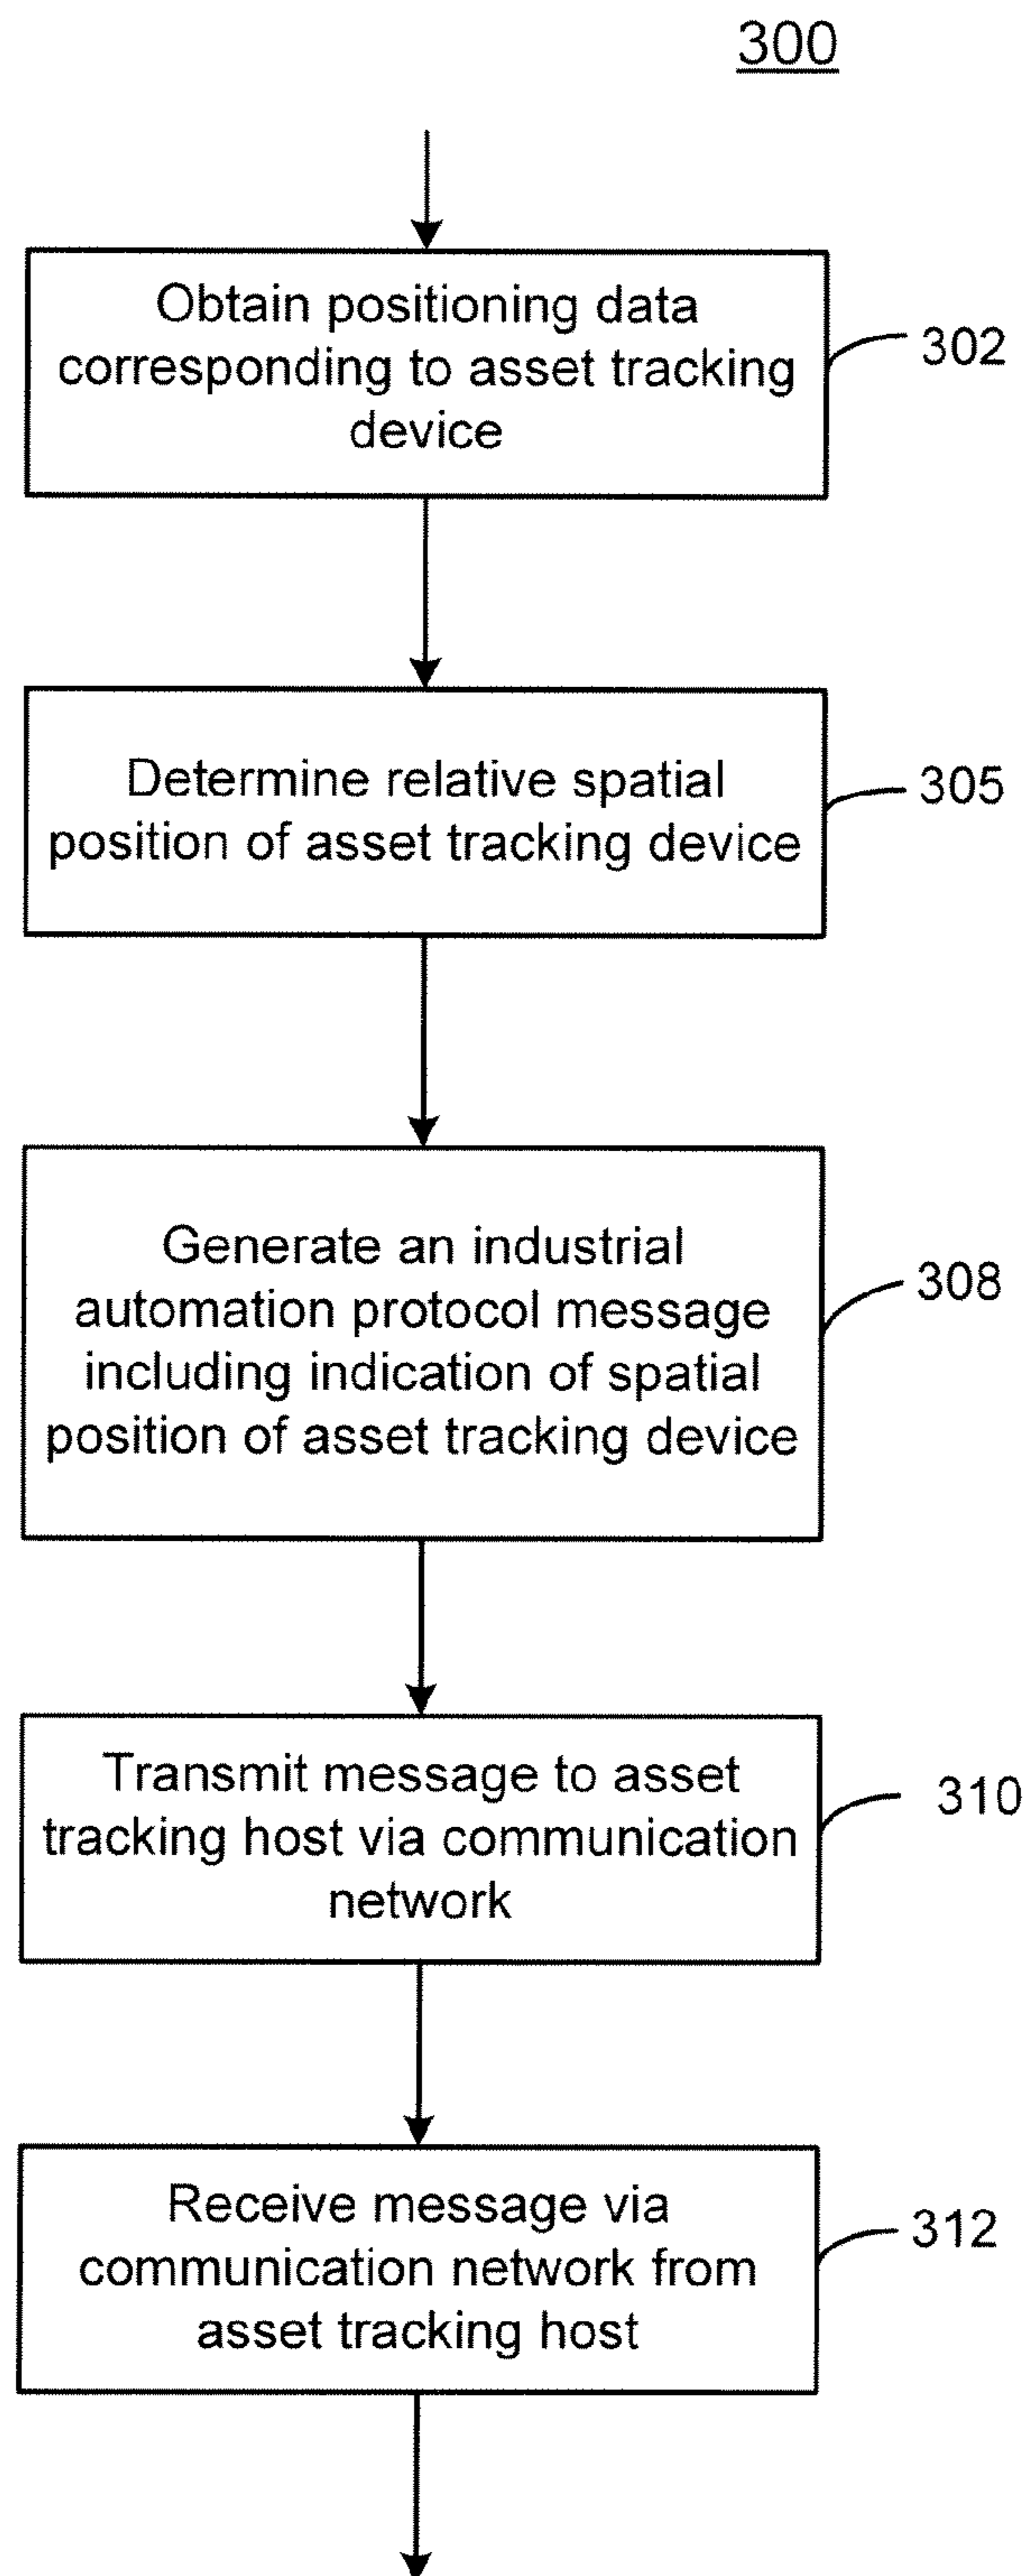 300
Obtain positioning data
corresponding to asset tracking
device
302
Determine relative spatial
position of asset tracking device
305
Generate an industrial
automation protocol message
including indication of spatial
position of asset tracking device
308
Transmit message to asset
tracking host via communication
network
310
Receive message via
communication network from
asset tracking host
312